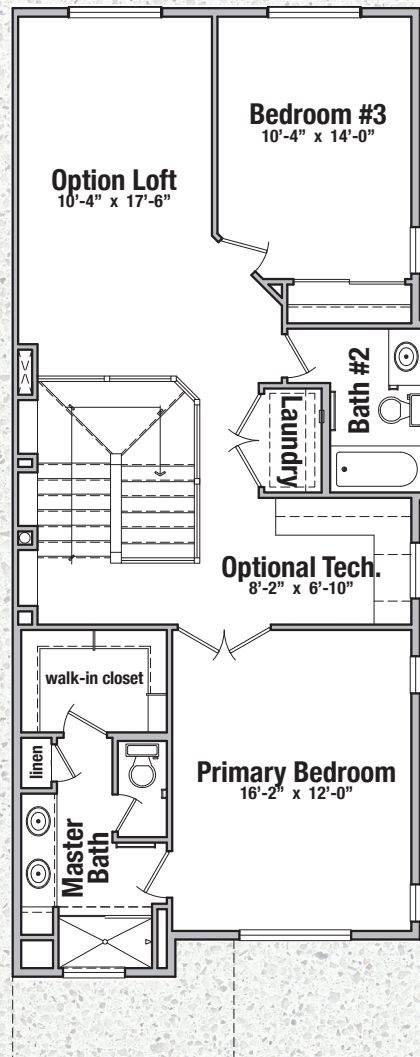 Bedroom #3
10'-4” x 14’-0”
Option Loft
10’-4” x 17’-6”
Bath #2
Laundry
Optional Tech.
8’-2” x 6’-10”
walk-in closet
linen
Primary Bedroom
16’-2” x 12’-0”
Master
Bath